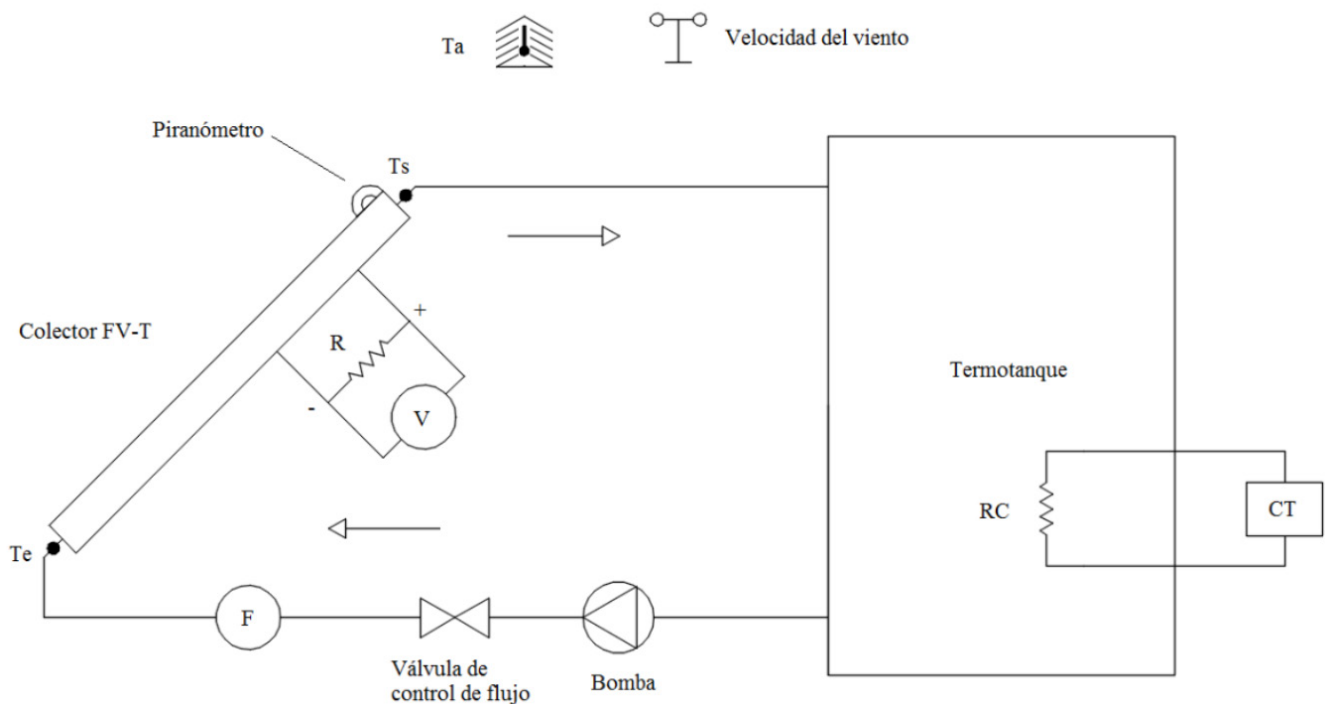 Ta
Velocidad del viento
Piranómetro
Ts
Colector FV-T
R
+
-
V
Termotanque
RC
CT
Te
F
Válvula de
control de flujo
Bomba